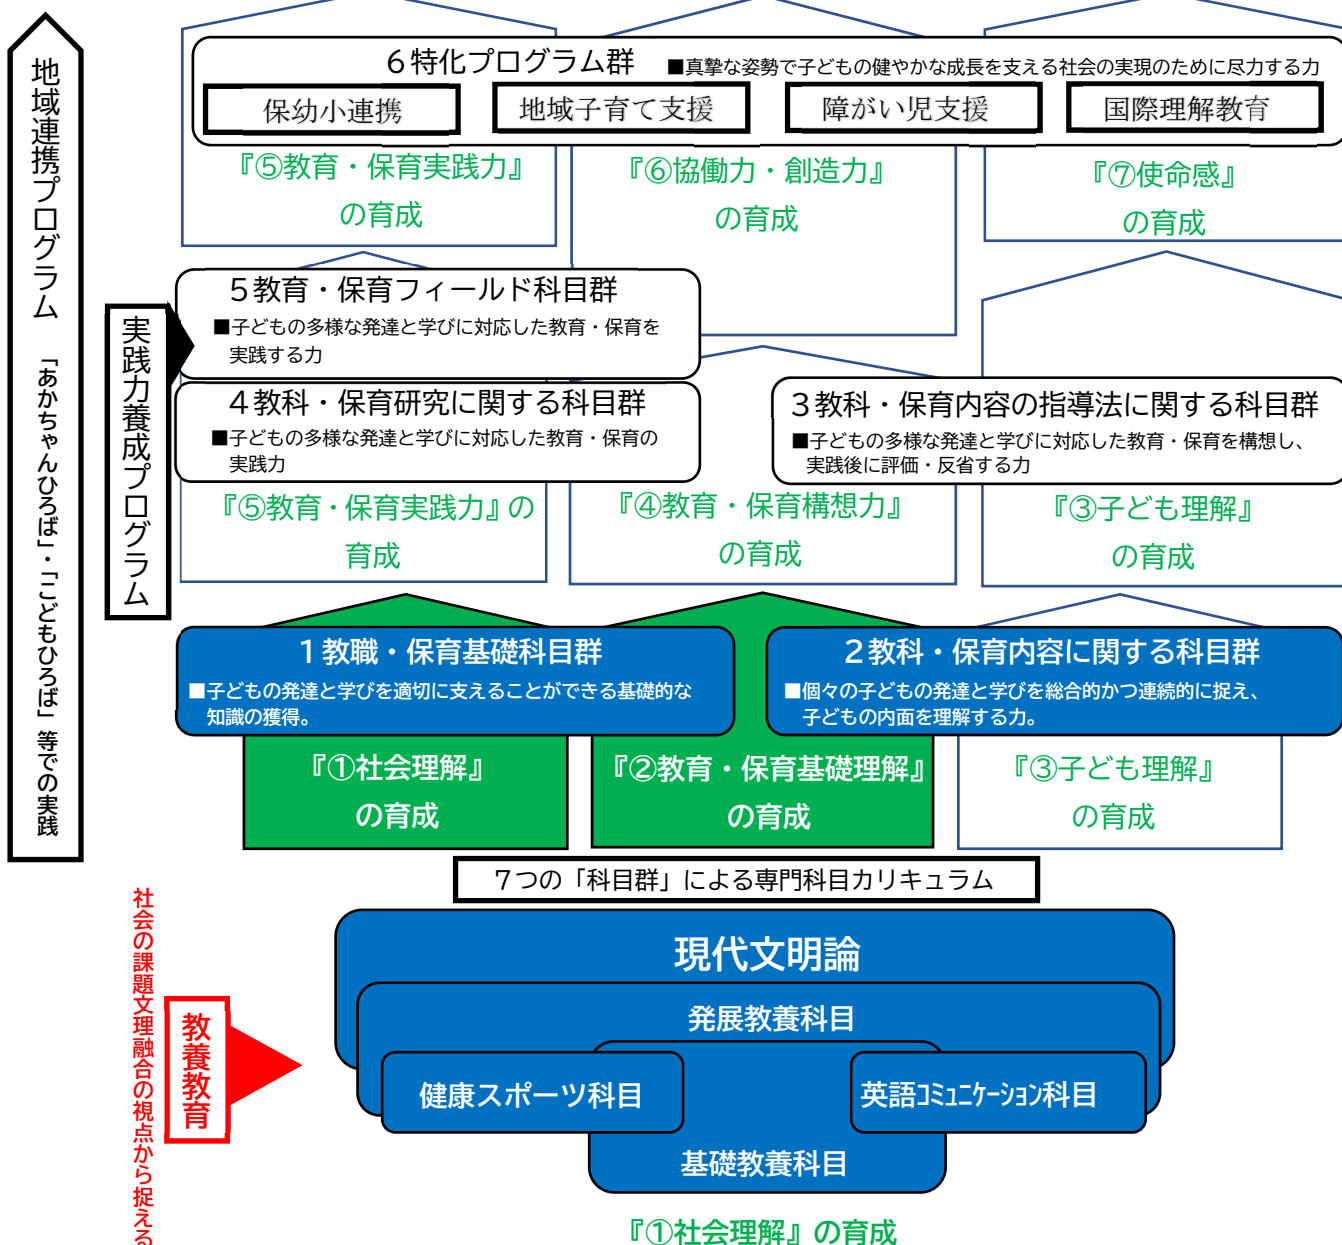 地域連携プログラム 「あかちゃんひろば」・「こどもひろば」等での実践
6特化プログラム群 ■真摯な姿勢で子どもの健やかな成長を支える社会の実現のために尽力する力
保幼小連携 地域子育て支援 障がい児支援 国際理解教育
『⑤教育・保育実践力』
の育成
『⑥協働力・創造力』
の育成
『⑦使命感』
の育成
実践力養成プログラム
5教育・保育フィールド科目群
■子どもの多様な発達と学びに対応した教育・保育を
実践する力
4教科・保育研究に関する科目群
■子どもの多様な発達と学びに対応した教育・保育の
実践力
3教科・保育内容の指導法に関する科目群
■子どもの多様な発達と学びに対応した教育・保育を構想し、
実践後に評価・反省する力
『⑤教育・保育実践力』の
育成
『④教育・保育構想力』
の育成
『③子ども理解』
の育成
1教職・保育基礎科目群
■子どもの発達と学びを適切に支えることができる基礎的な
知識の獲得。
2教科・保育内容に関する科目群
■個々の子どもの発達と学びを総合的かつ連続的に捉え、
子どもの内面を理解する力。
『①社会理解』
の育成
『②教育・保育基礎理解』
の育成
『③子ども理解』
の育成
7つの「科目群」による専門科目カリキュラム
社会の課題文理融合の視点から捉える
教養教育
現代文明論
発展教養科目
健康スポーツ科目
英語コミュニケーション科目
基礎教養科目
『①社会理解』の育成